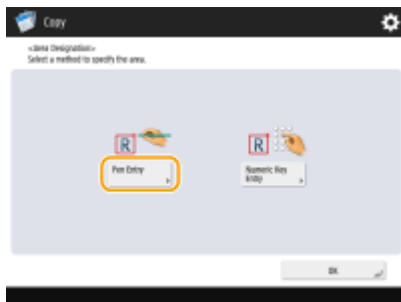 Copy
<Area Designation>
Select a method to specify the area.
R
R
Pen Entry
Numeric Key
Entry
OK